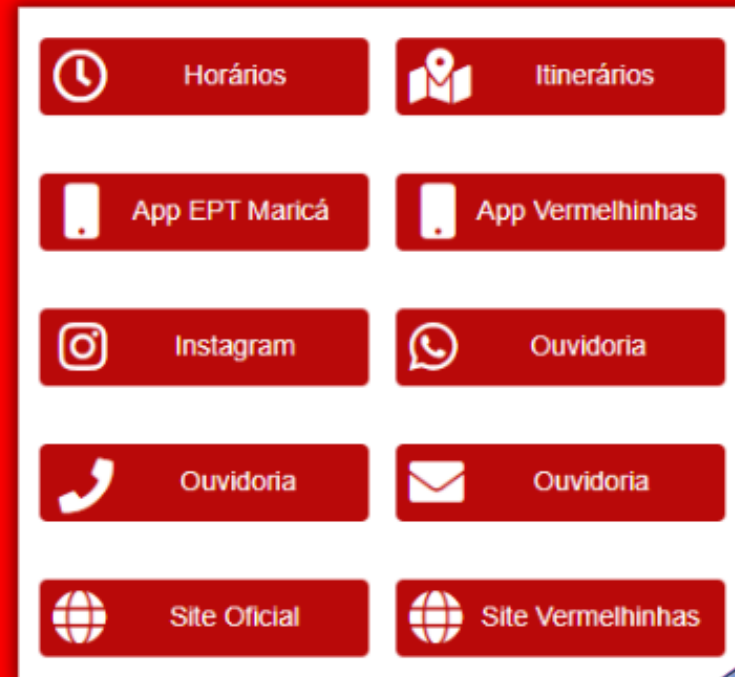 Horários
Itinerários
App EPT Maricá
App Vermelhinhas
Instagram
Ouvidoria
Ouvidoria
Ouvidoria
Site Oficial
Site Vermelhinhas